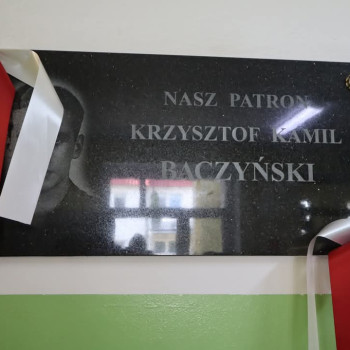 NASZ PATRON
KRZYSZTOF KAMIL
BACZYŃSKI